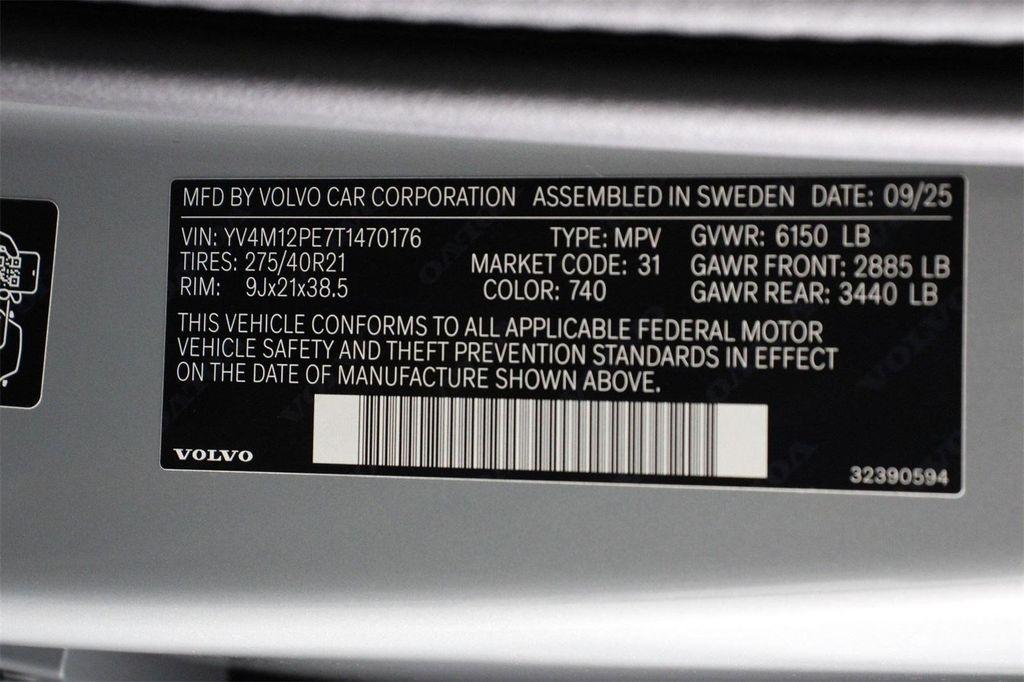 MFD BY VOLVO CAR CORPORATION ASSEMBLED IN SWEDEN DATE: 09/25
VIN: YV4M12PE7T1470176 TYPE: MPV GVWR: 6150 LB
TIRES: 275/40R21 MARKET CODE: 31 GAWR FRONT: 2885 LB
RIM: 9Jx21x38.5 COLOR: 740 GAWR REAR: 3440 LB
THIS VEHICLE CONFORMS TO ALL APPLICABLE FEDERAL MOTOR
VEHICLE SAFETY AND THEFT PREVENTION STANDARDS IN EFFECT
ON THE DATE OF MANUFACTURE SHOWN ABOVE.
VOLVO
32390594